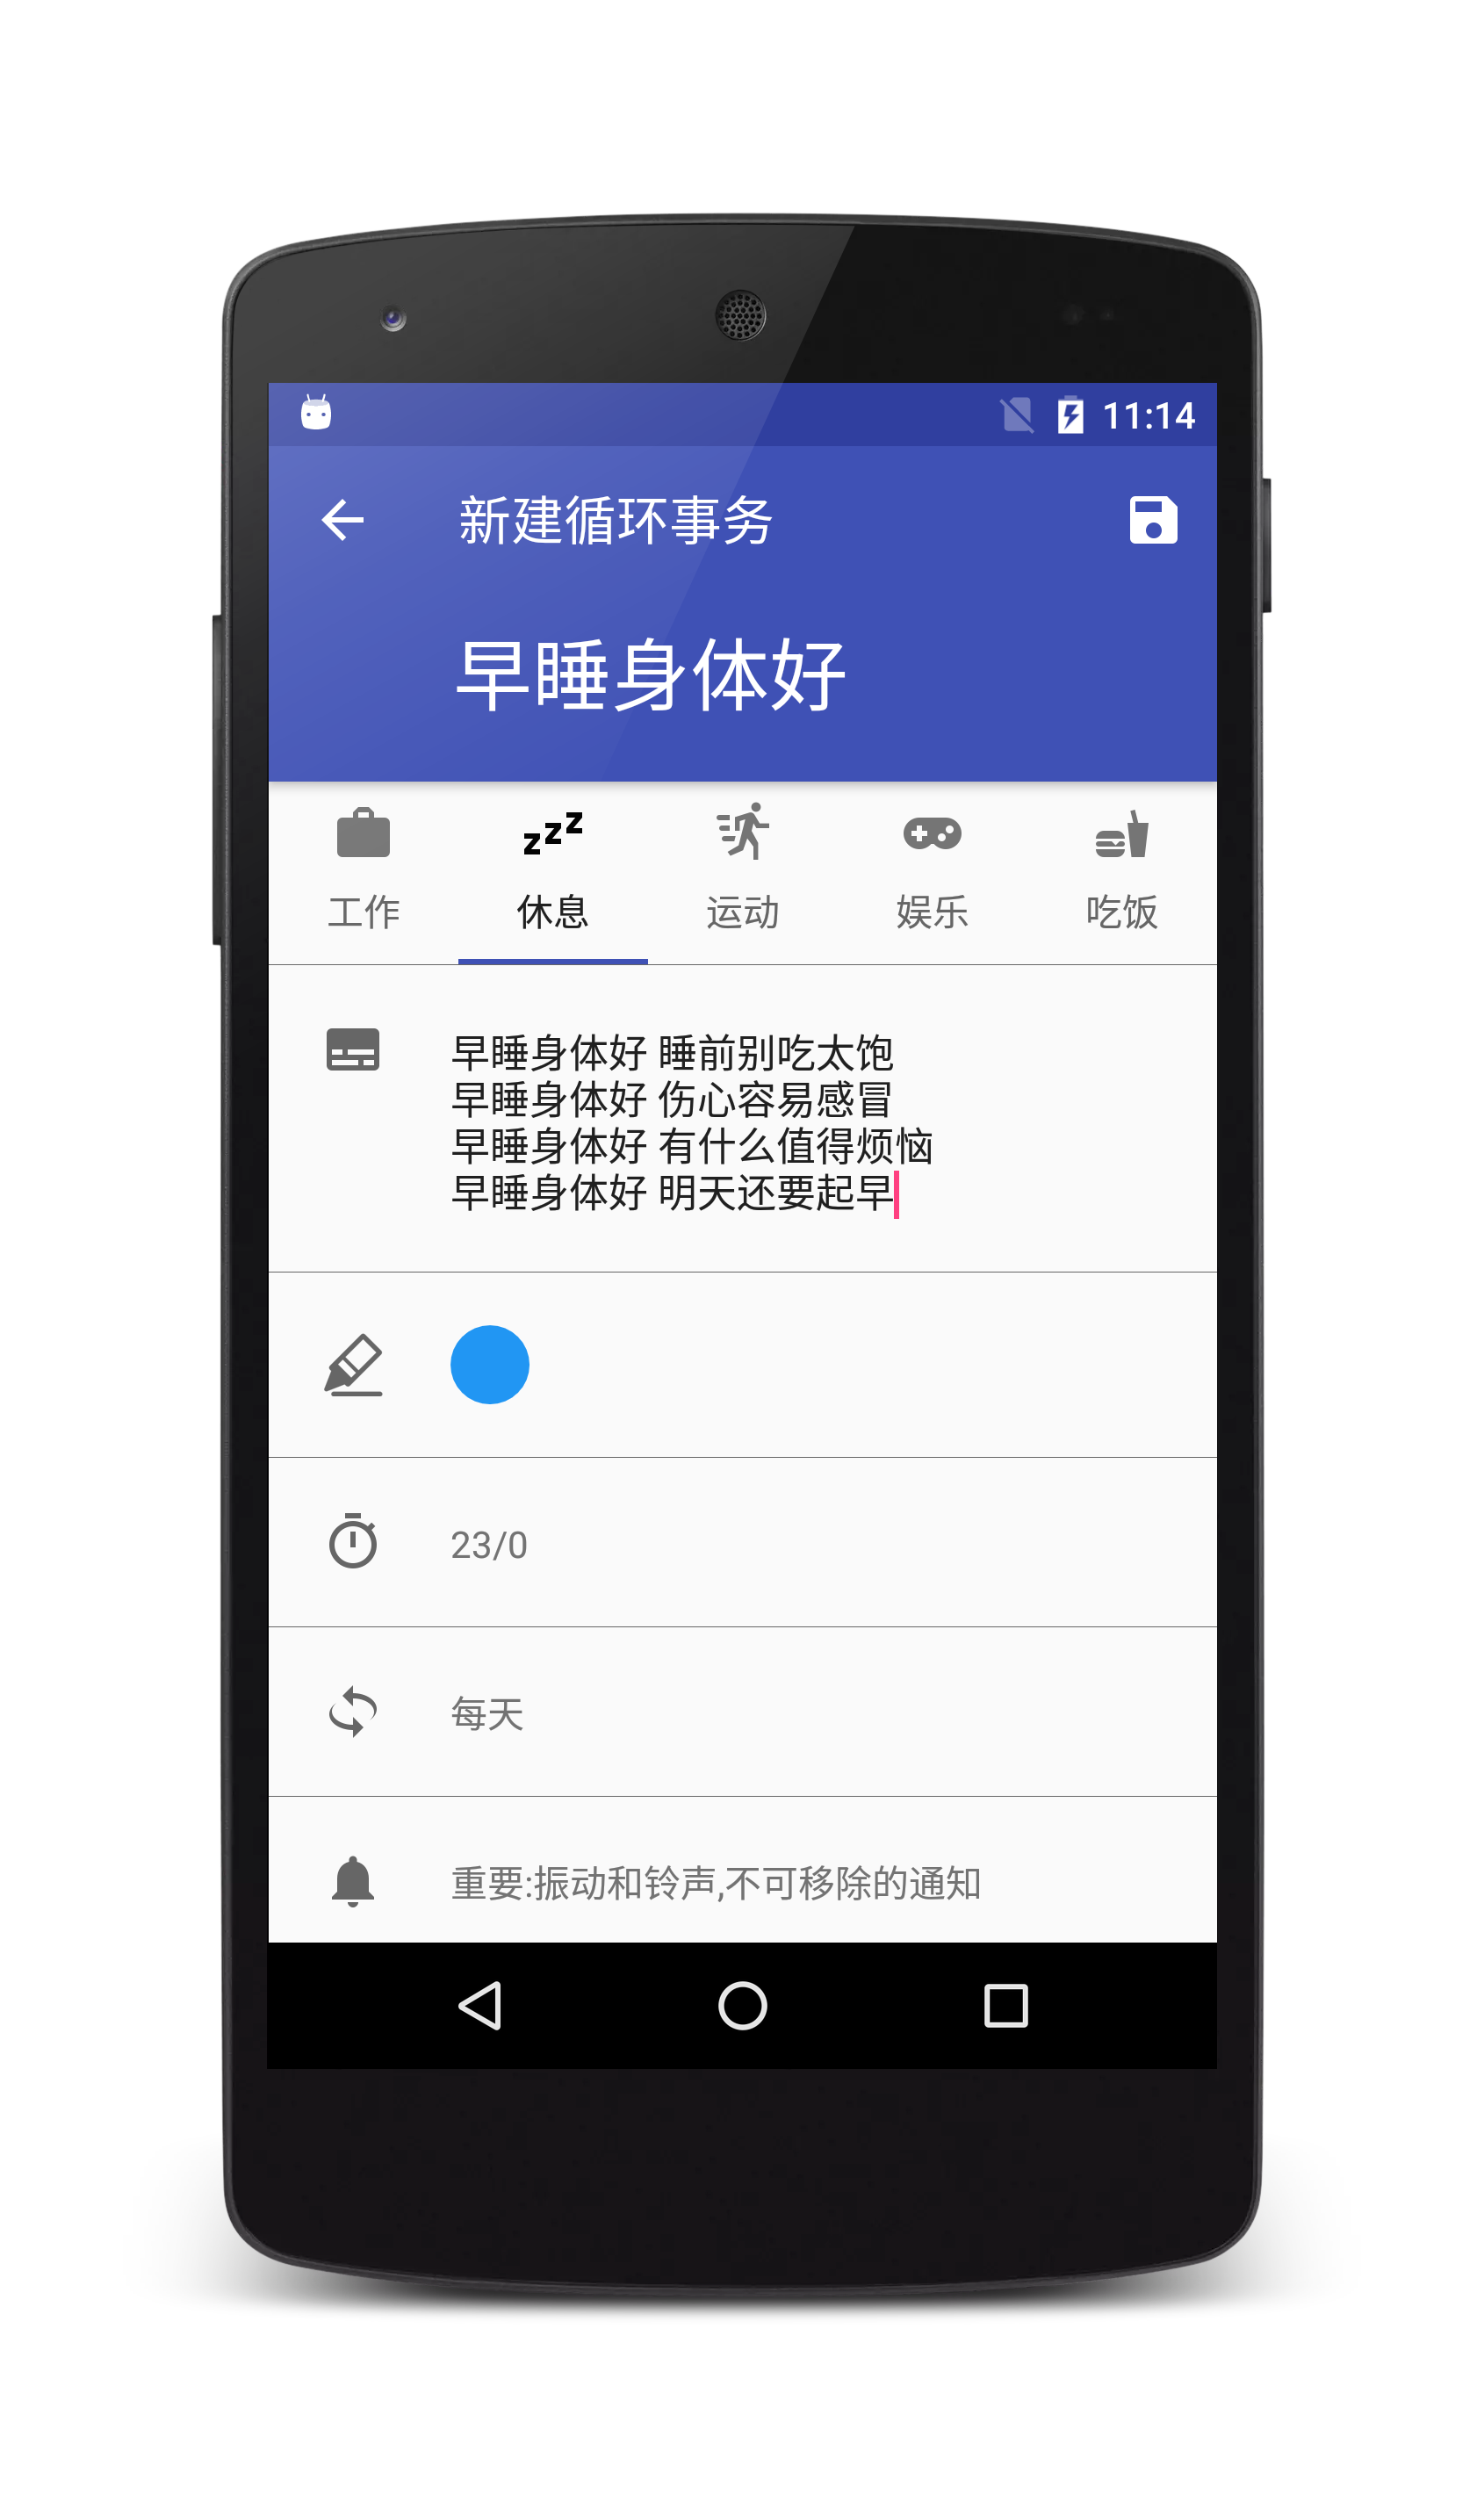 11:14
新建循环事务
早睡身体好
工作 休息 运动 娱乐 吃饭
早睡身体好 睡前别吃太饱
早睡身体好 伤心容易感冒
早睡身体好 有什么值得烦恼
早睡身体好 明天还要起早
23/0
每天
重要:振动和铃声,不可移除的通知